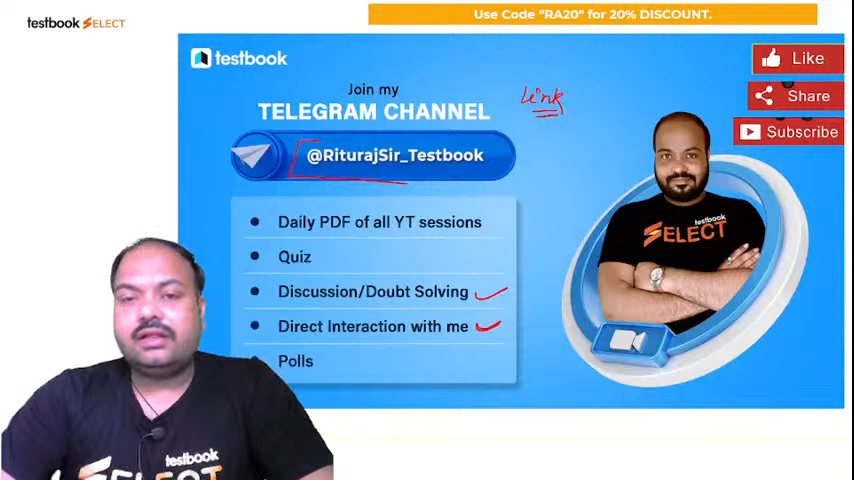 testbook SELECT
Use Code "RA20" for 20% DISCOUNT.
testbook
Join my
TELEGRAM CHANNEL
Link
@RiturajSir_Testbook
Like
Share
Subscribe
Daily PDF of all YT sessions
Quiz
Discussion/Doubt Solving
Direct Interaction with me
Polls
testbook
SELECT
testbook
SELECT